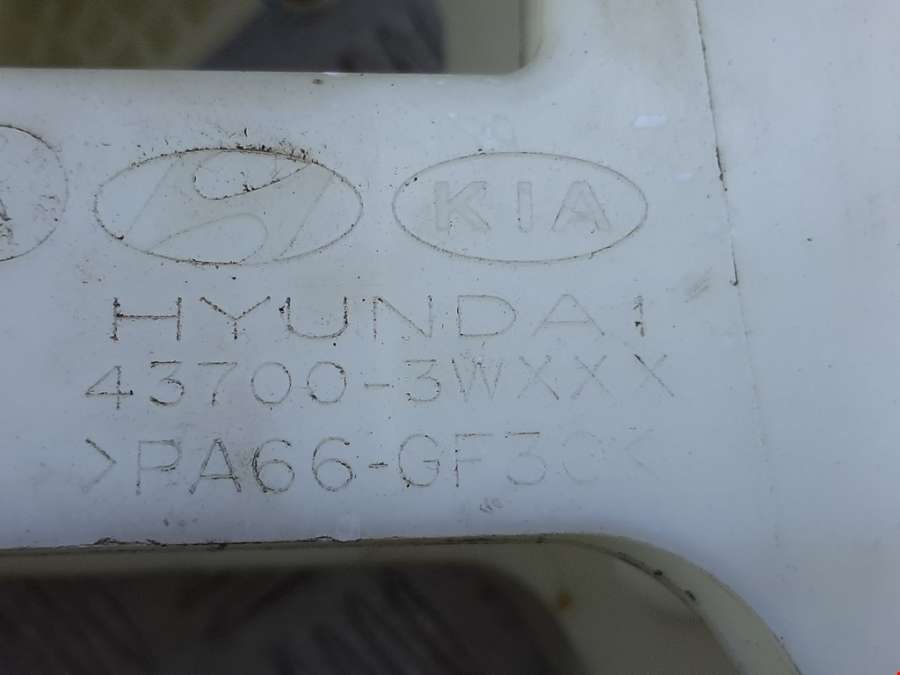 KIA
HYUNDAI
43700-3WXXX
>PA66-GF30<